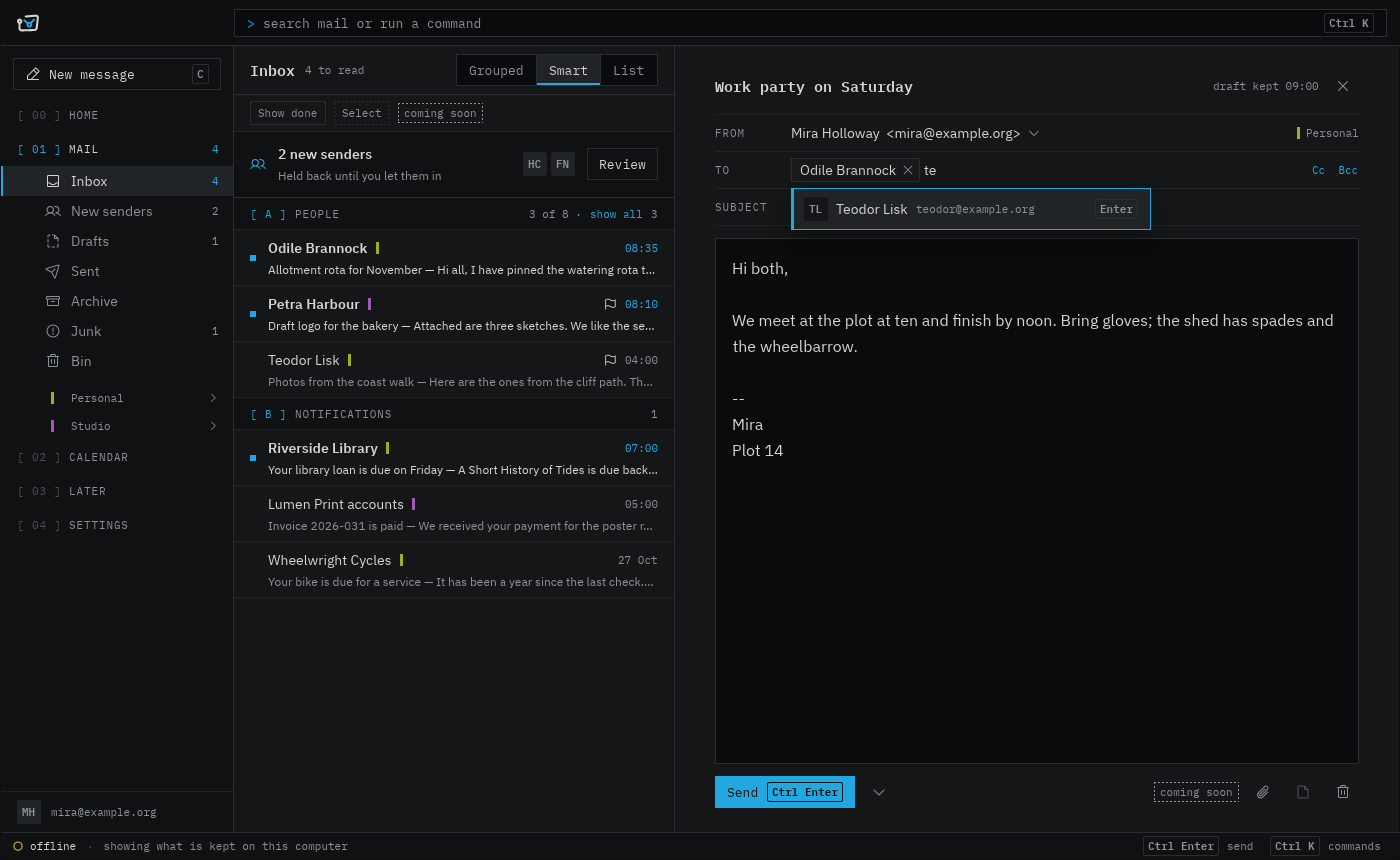 > search mail or run a command Ctrl K
New message C
[ 00 ] HOME
[ 01 ] MAIL 4
Inbox 4
New senders 2
Drafts 1
Sent
Archive
Junk 1
Bin
Personal
Studio
[ 02 ] CALENDAR
[ 03 ] LATER
[ 04 ] SETTINGS
MH mira@example.org
Inbox 4 to read Grouped Smart List
Show done Select coming soon
2 new senders
Held back until you let them in
HC FN Review
[ A ] PEOPLE 3 of 8 · show all 3
Odile Brannock 08:35
Allotment rota for November — Hi all, I have pinned the watering rota t…
Petra Harbour 08:10
Draft logo for the bakery — Attached are three sketches. We like the se…
Teodor Lisk 04:00
Photos from the coast walk — Here are the ones from the cliff path. Th…
[ B ] NOTIFICATIONS 1
Riverside Library 07:00
Your library loan is due on Friday — A Short History of Tides is due back…
Lumen Print accounts 05:00
Invoice 2026-031 is paid — We received your payment for the poster r…
Wheelwright Cycles 27 Oct
Your bike is due for a service — It has been a year since the last check.…
Work party on Saturday draft kept 09:00
FROM Mira Holloway <mira@example.org> Personal
TO Odile Brannock te Cc Bcc
SUBJECT
TL Teodor Lisk teodor@example.org Enter
Hi both,
We meet at the plot at ten and finish by noon. Bring gloves; the shed has spades and
the wheelbarrow.
--
Mira
Plot 14
Send Ctrl Enter coming soon
offline · showing what is kept on this computer Ctrl Enter send Ctrl K commands